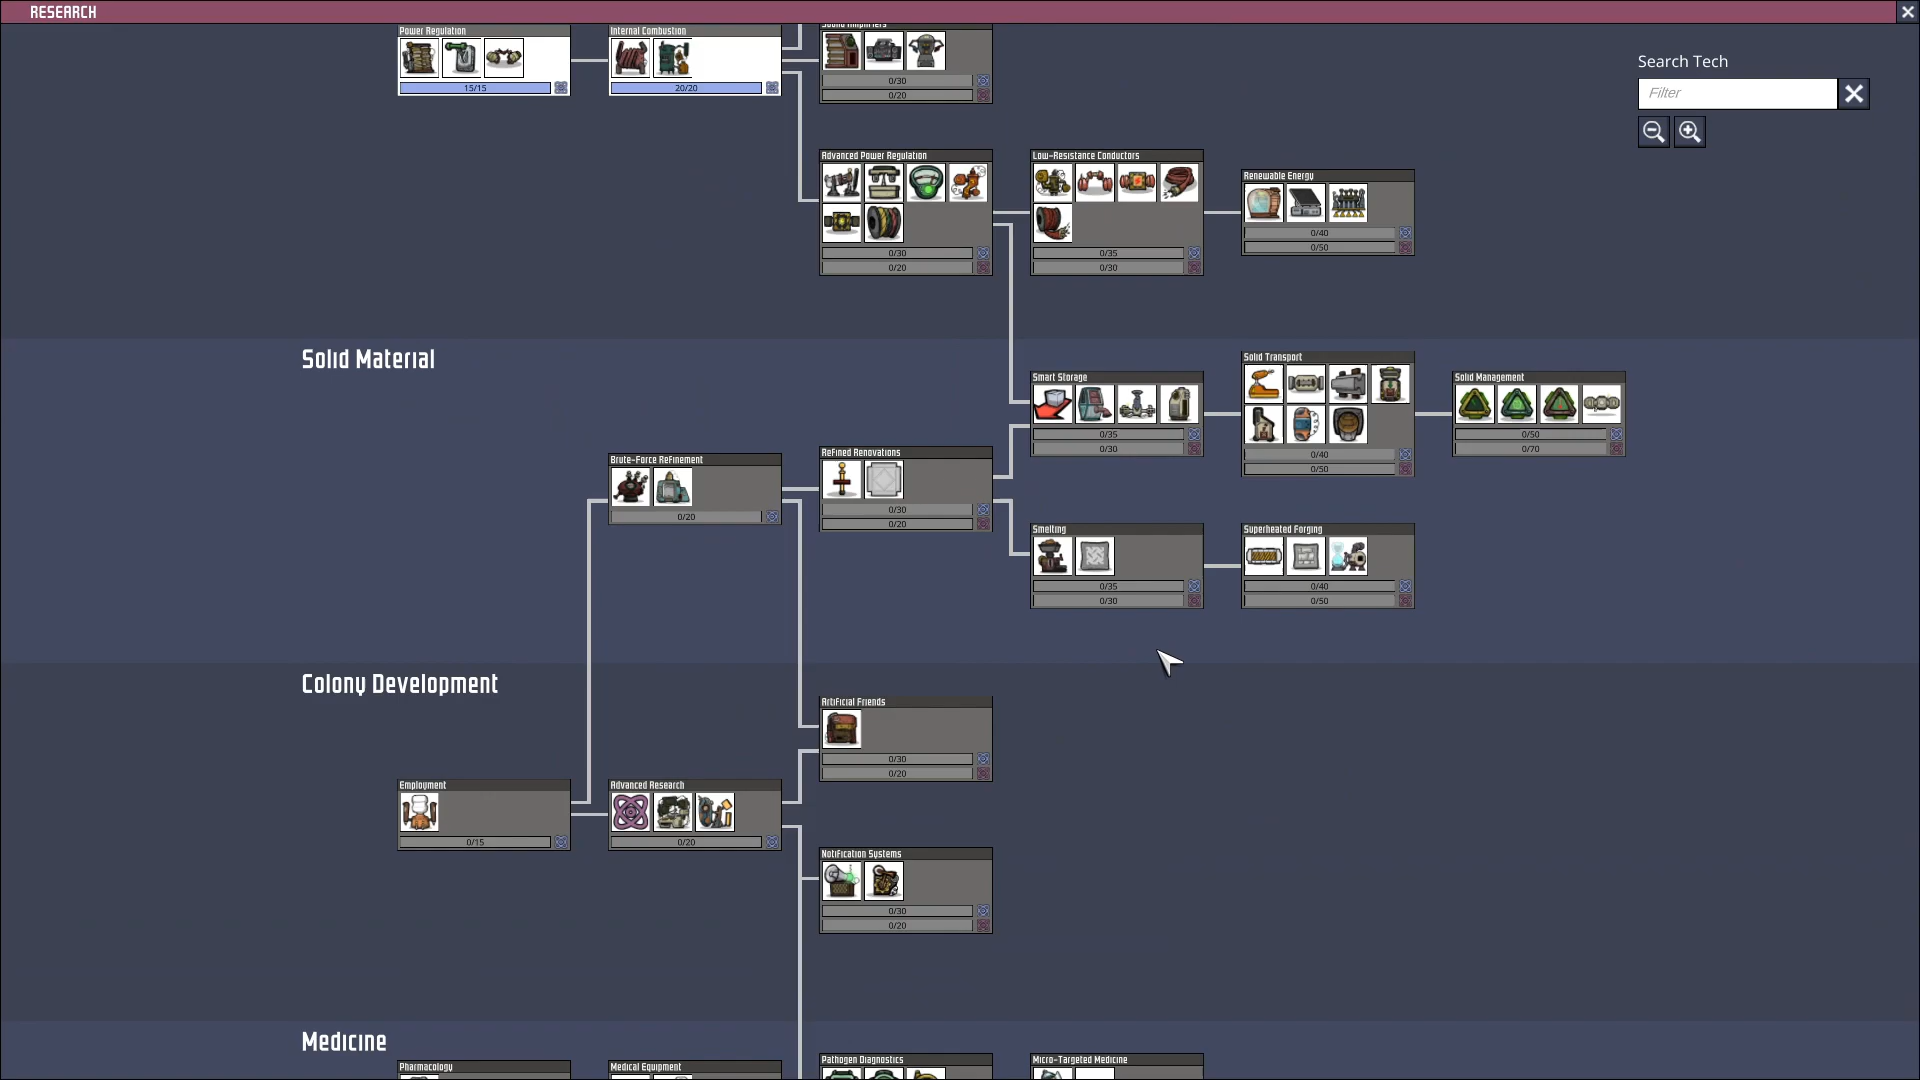 RESEARCH
Search Tech
Filter
Power Regulation
15/15
Internal Combustion
20/20
Sound Amplifiers
0/30
0/20
Advanced Power Regulation
0/30
0/20
Low-Resistance Conductors
0/35
0/30
Renewable Energy
0/40
0/50
Solid Material
Smart Storage
0/35
0/30
Solid Transport
0/40
0/50
Solid Management
0/50
0/70
Brute-Force Refinement
0/20
Refined Renovations
0/30
0/20
Smelting
0/35
0/30
Superheated Forging
0/40
0/50
Colony Development
Artificial Friends
0/30
0/20
Employment
0/15
Advanced Research
0/20
Notification Systems
0/30
0/20
Medicine
Pharmacology
Medical Equipment
Pathogen Diagnostics
Micro-Targeted Medicine